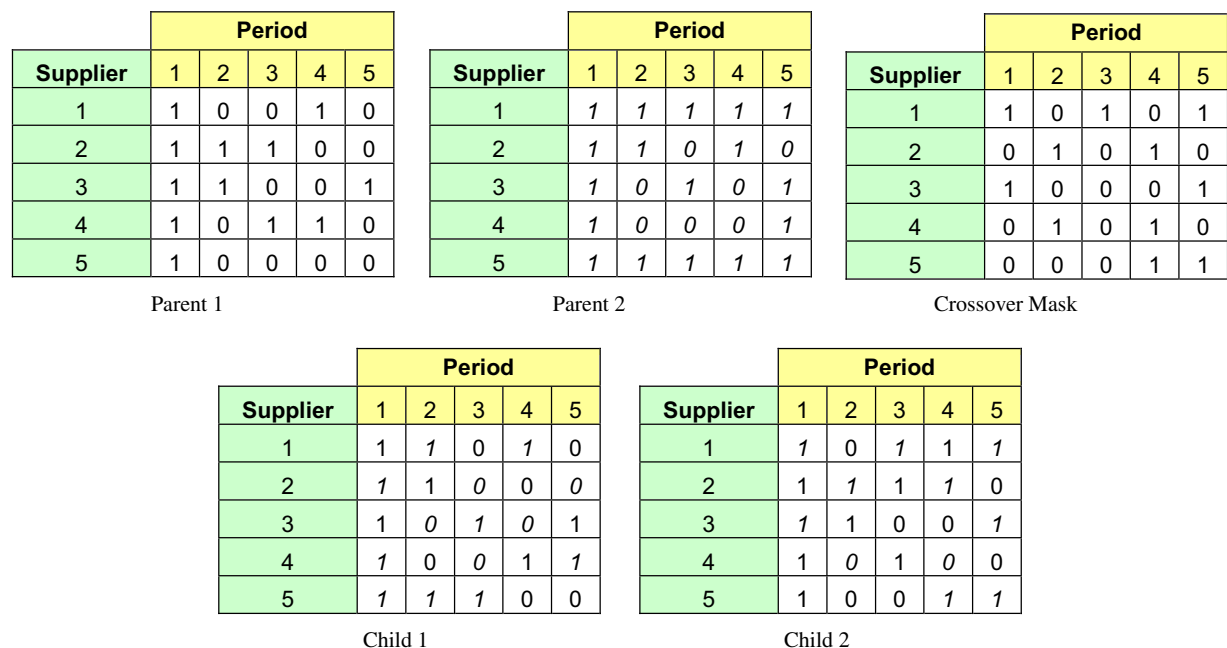 Period Period Period
Supplier 1 2 3 4 5 Supplier 1 2 3 4 5 Supplier 1 2 3 4 5
1 1 0 0 1 0 1 1 1 1 1 1 1 1 0 1 0 1
2 1 1 1 0 0 2 1 1 0 1 0 2 0 1 0 1 0
3 1 1 0 0 1 3 1 0 1 0 1 3 1 0 0 0 1
4 1 0 1 1 0 4 1 0 0 0 1 4 0 1 0 1 0
5 1 0 0 0 0 5 1 1 1 1 1 5 0 0 0 1 1
Parent 1 Parent 2 Crossover Mask
Period Period
Supplier 1 2 3 4 5 Supplier 1 2 3 4 5
1 1 1 0 1 0 1 1 0 1 1 1
2 1 1 0 0 0 2 1 1 1 1 0
3 1 0 1 0 1 3 1 1 0 0 1
4 1 0 0 1 1 4 1 0 1 0 0
5 1 1 1 0 0 5 1 0 0 1 1
Child 1 Child 2